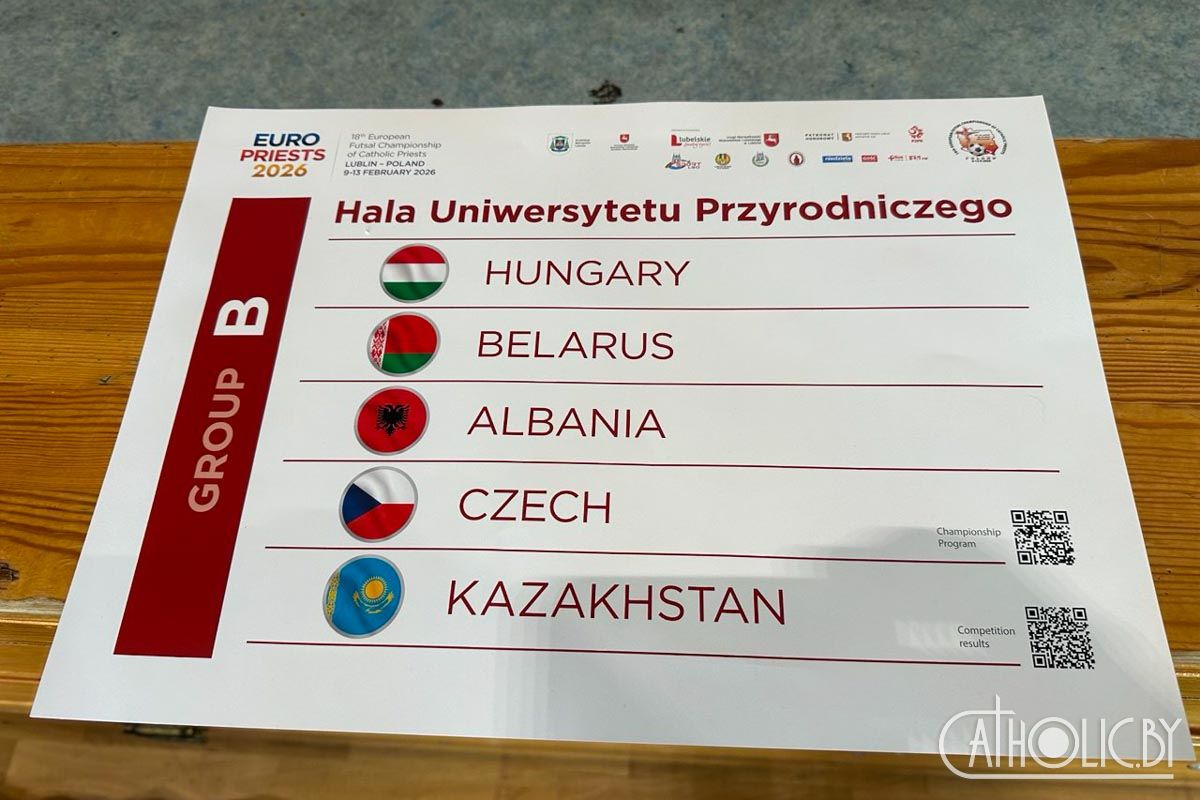 EURO
PRIESTS
2026
18th European
Futsal Championship
of Catholic Priests
LUBLIN – POLAND
9-13 FEBRUARY 2026
lubelskie
Hala Uniwersytetu Przyrodniczego
GROUP B
HUNGARY
BELARUS
ALBANIA
CZECH
KAZAKHSTAN
Championship
Program
Competition
results
CATHOLIC.BY